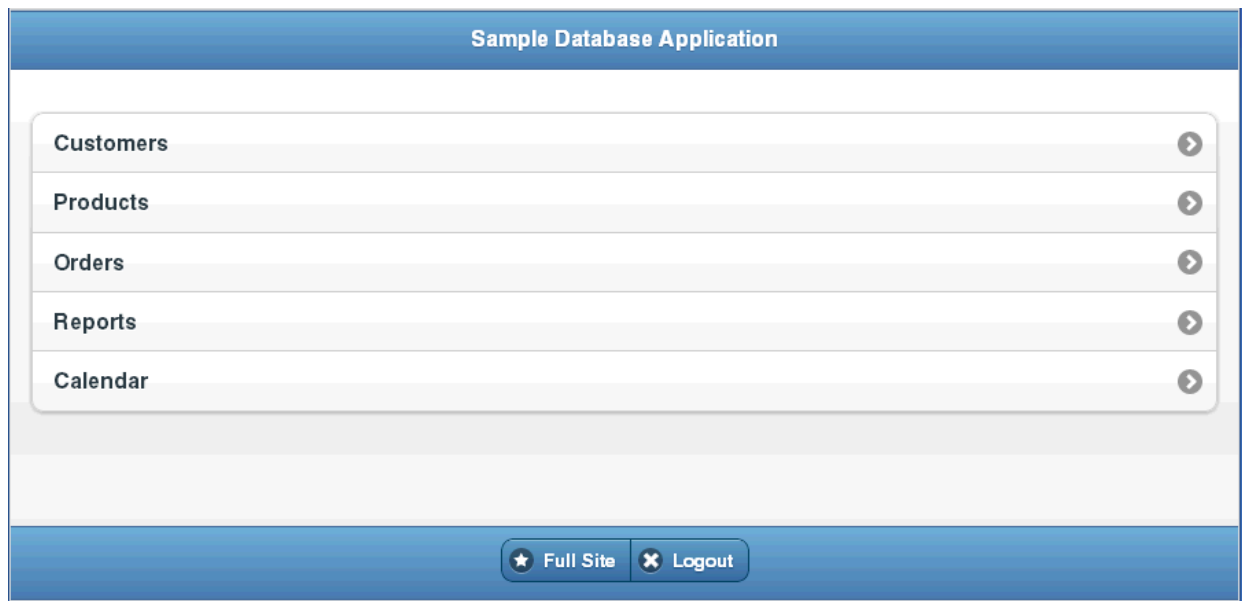 Sample Database Application
Customers
Products
Orders
Reports
Calendar
Full Site Logout